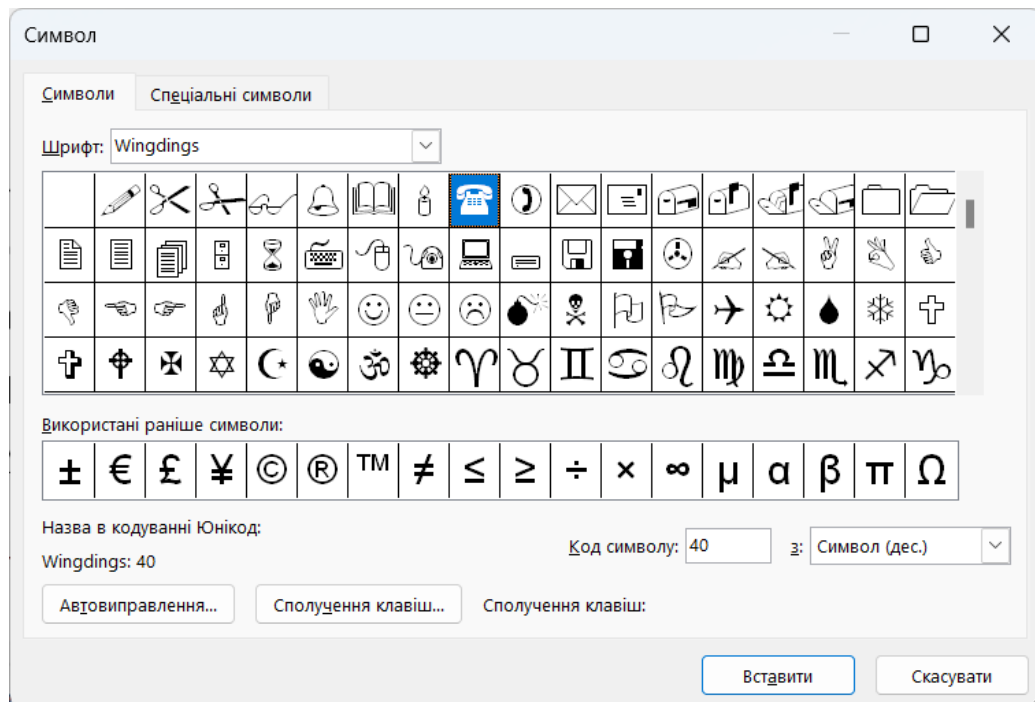 Символ
Символи Спеціальні символи
Шрифт: Wingdings
Використані раніше символи:
± € £ ¥ © ® ™ ≠ ≤ ≥ ÷ × ∞ µ α β π Ω
Назва в кодуванні Юнікод:
Wingdings: 40
Код символу: 40 з: Символ (дес.)
Автовиправлення... Сполучення клавіш... Сполучення клавіш:
Вставити Скасувати